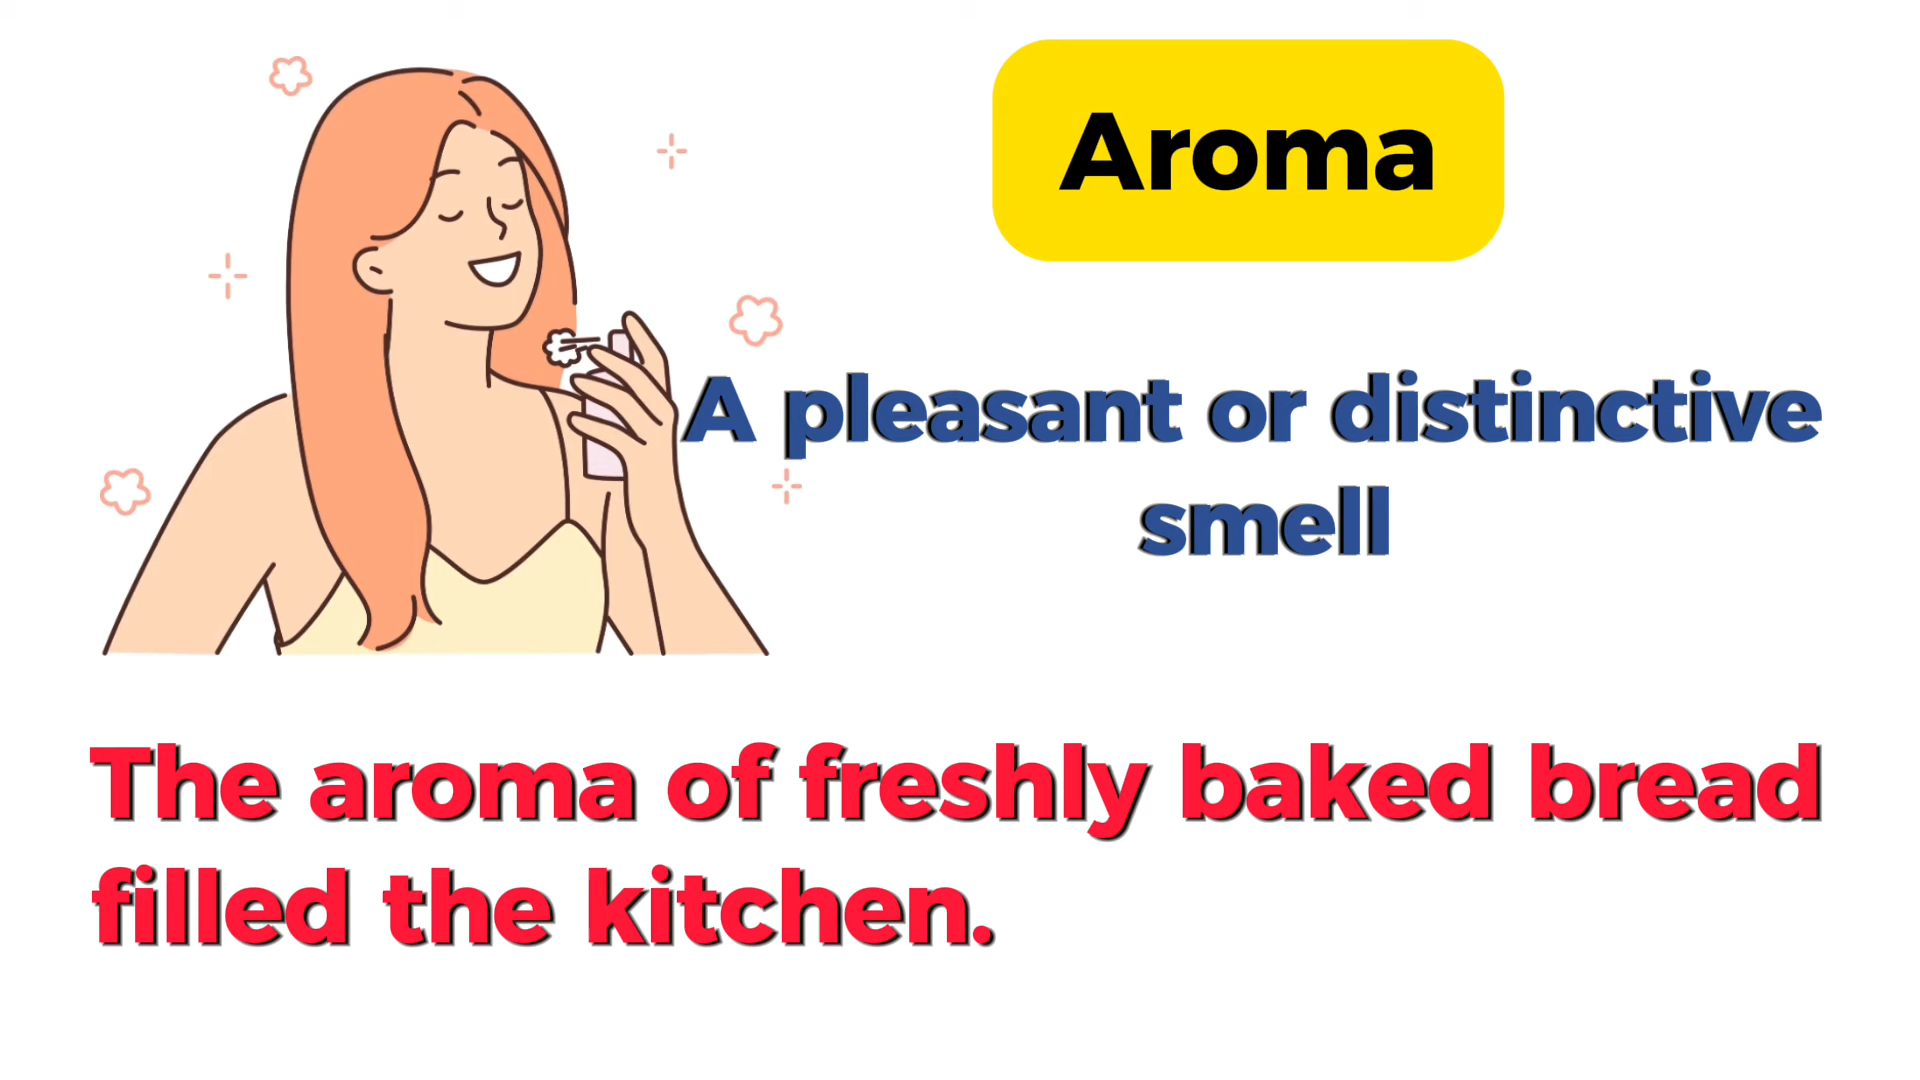 Aroma
A pleasant or distinctive
smell
The aroma of freshly baked bread
filled the kitchen.